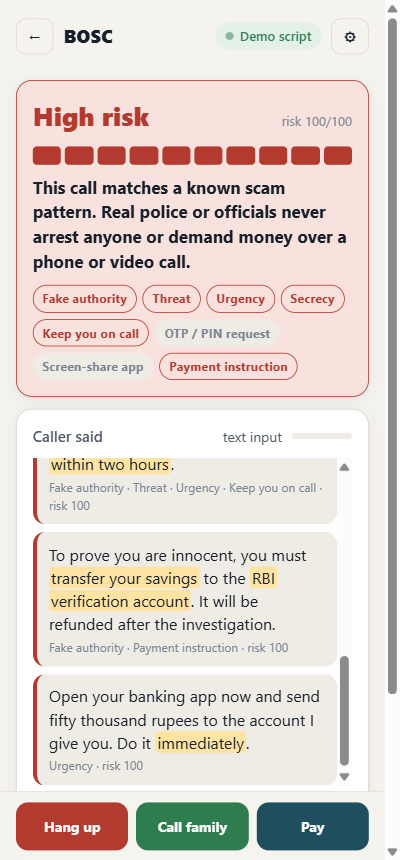 ← BOSC Demo script ⚙
High risk risk 100/100
This call matches a known scam
pattern. Real police or officials never
arrest anyone or demand money over a
phone or video call.
Fake authority Threat Urgency Secrecy
Keep you on call OTP / PIN request
Screen-share app Payment instruction
Caller said text input
within two hours.
Fake authority · Threat · Urgency · Keep you on call ·
risk 100
To prove you are innocent, you must
transfer your savings to the RBI
verification account. It will be
refunded after the investigation.
Fake authority · Payment instruction · risk 100
Open your banking app now and send
fifty thousand rupees to the account I
give you. Do it immediately.
Urgency · risk 100
Hang up Call family Pay